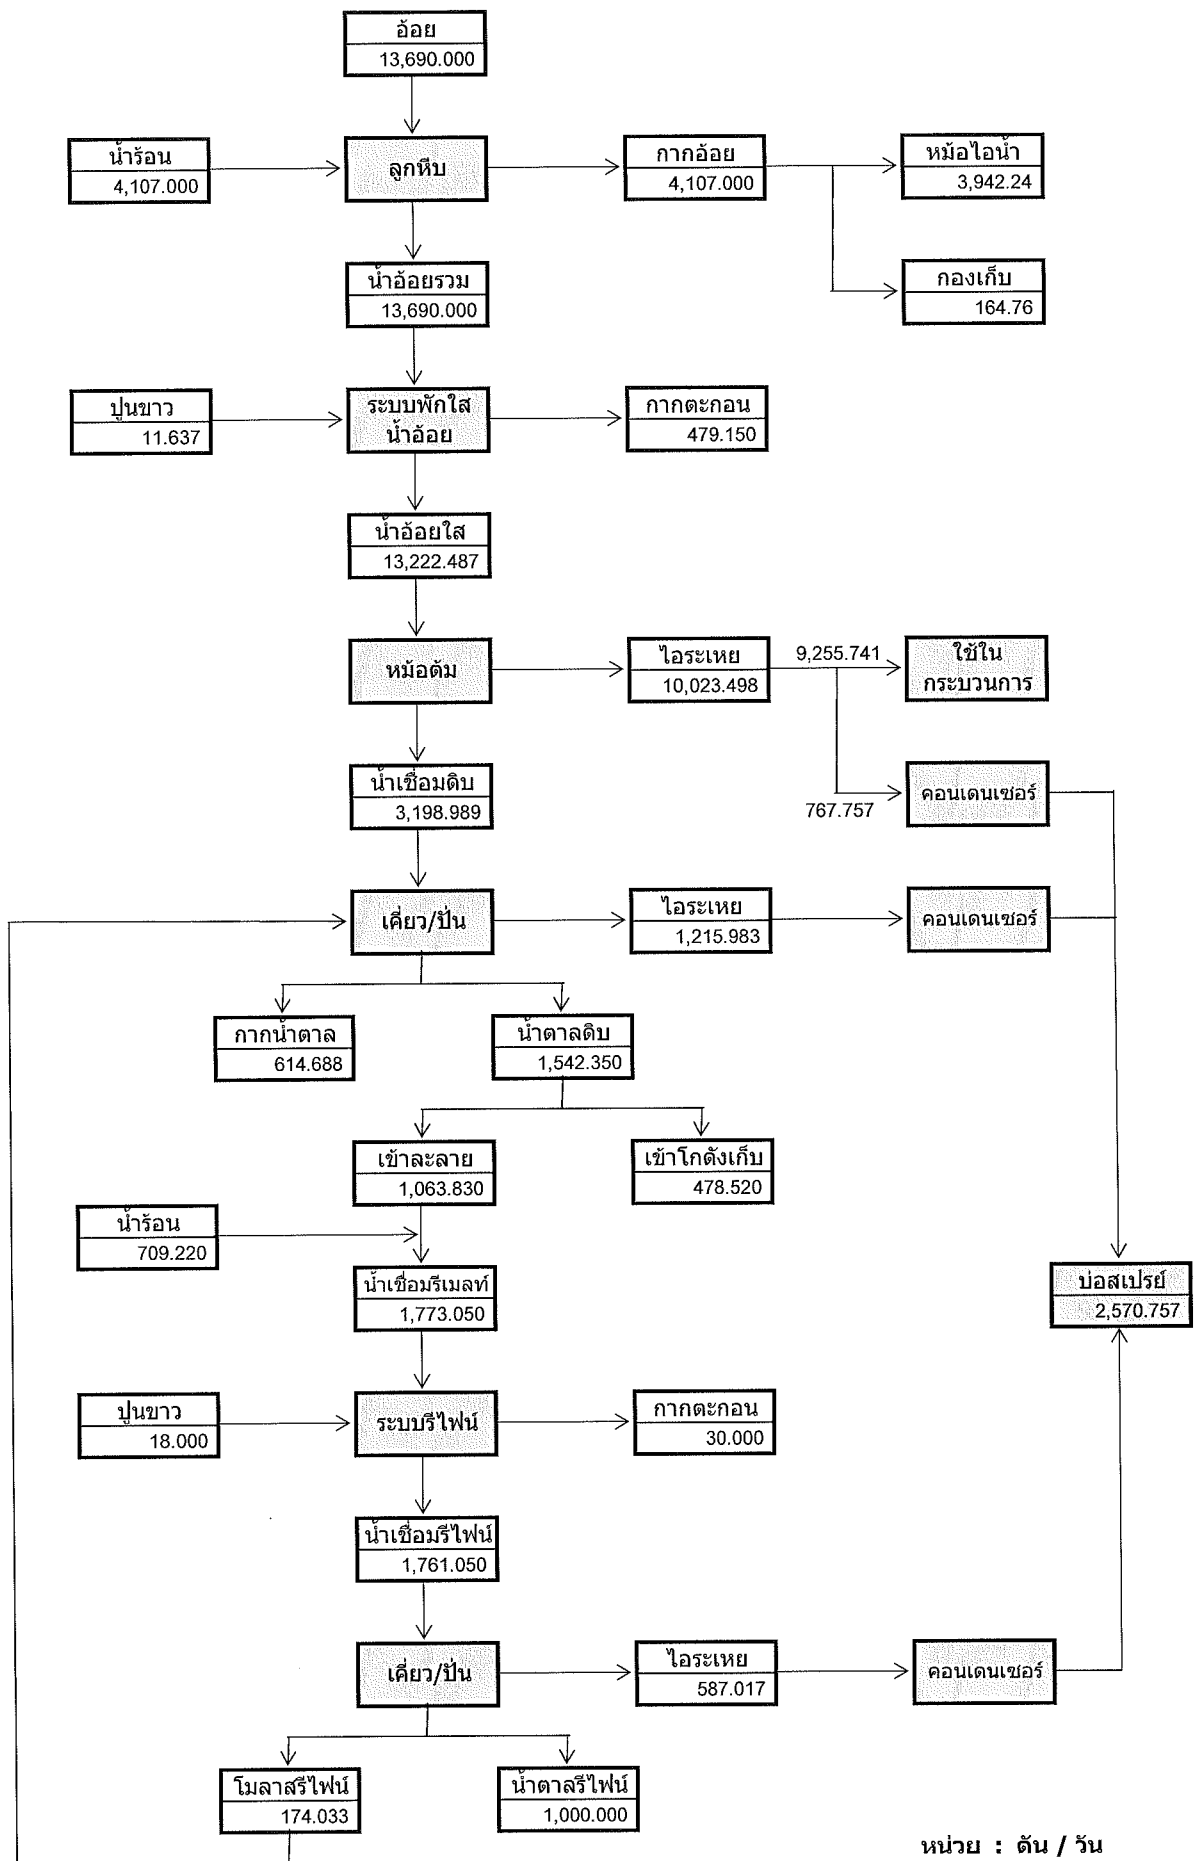 อ้อย
13,690.000
น้ำร้อน
4,107.000
ลูกหีบ
กากอ้อย
4,107.000
หม้อไอน้ำ
3,942.24
น้ำอ้อยรวม
13,690.000
กองเก็บ
164.76
ปูนขาว
11.637
ระบบพักใส
น้ำอ้อย
กากตะกอน
479.150
น้ำอ้อยใส
13,222.487
หม้อต้ม
ไอระเหย
10,023.498
9,255.741
ใช้ใน
กระบวนการ
น้ำเชื่อมดิบ
3,198.989
767.757
คอนเดนเซอร์
เคี่ยว/ปั่น
ไอระเหย
1,215.983
คอนเดนเซอร์
กากน้ำตาล
614.688
น้ำตาลดิบ
1,542.350
เข้าละลาย
1,063.830
เข้าโกดังเก็บ
478.520
น้ำร้อน
709.220
น้ำเชื่อมรีเมลท์
1,773.050
บ่อสเปรย์
2,570.757
ปูนขาว
18.000
ระบบรีไฟน์
กากตะกอน
30.000
น้ำเชื่อมรีไฟน์
1,761.050
เคี่ยว/ปั่น
ไอระเหย
587.017
คอนเดนเซอร์
โมลาสรีไฟน์
174.033
น้ำตาลรีไฟน์
1,000.000
หน่วย : ตัน / วัน